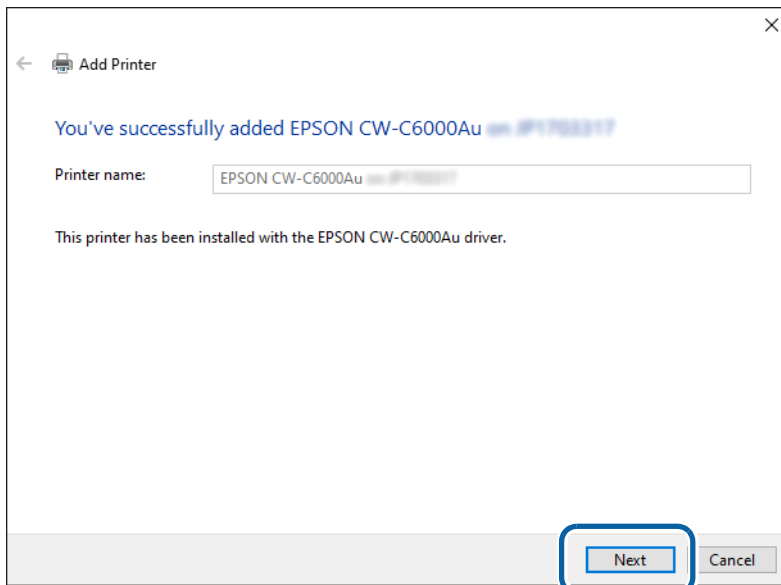 Add Printer
You've successfully added EPSON CW-C6000Au
Printer name:
EPSON CW-C6000Au
This printer has been installed with the EPSON CW-C6000Au driver.
Next
Cancel